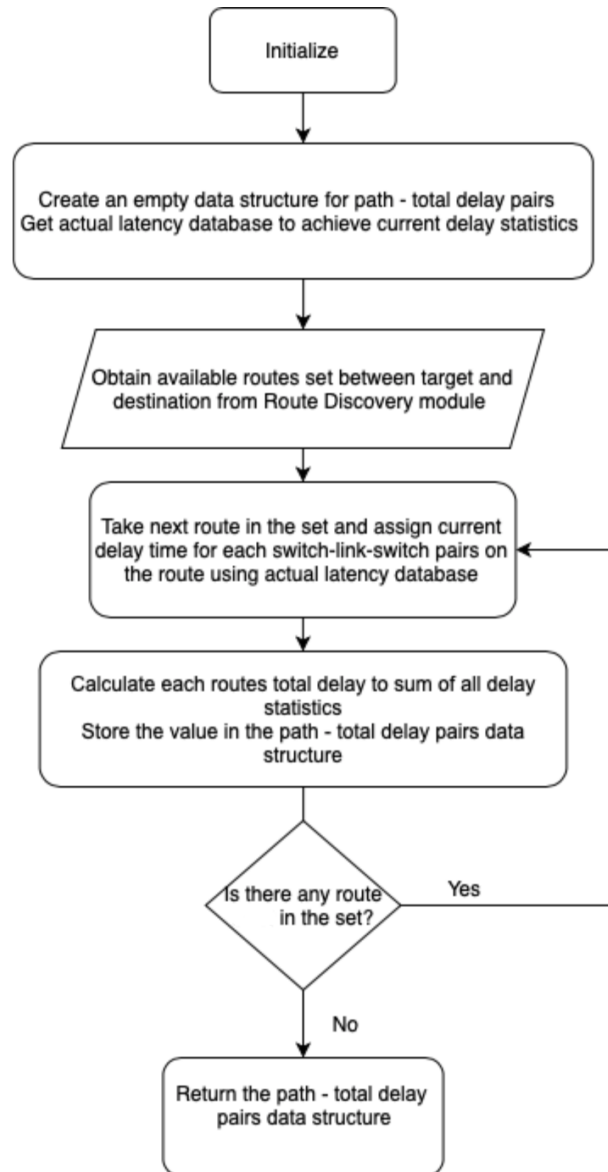 Initialize
Create an empty data structure for path - total delay pairs
Get actual latency database to achieve current delay statistics
Obtain available routes set between target and
destination from Route Discovery module
Take next route in the set and assign current
delay time for each switch-link-switch pairs on
the route using actual latency database
Calculate each routes total delay to sum of all delay
statistics
Store the value in the path - total delay pairs data
structure
Is there any route
in the set?
Yes
No
Return the path - total delay
pairs data structure